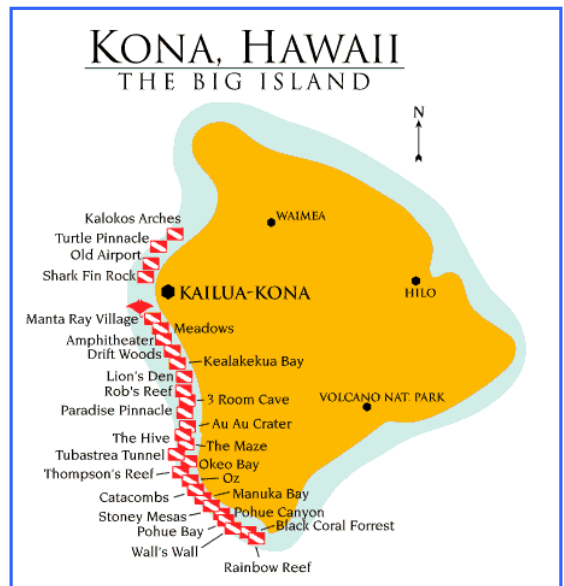 KONA, HAWAII
THE BIG ISLAND
N
Kalokos Arches
WAIMEA
Turtle Pinnacle
Old Airport
Shark Fin Rock
KAILUA-KONA
HILO
Manta Ray Village
Meadows
Amphitheater
Drift Woods
Kealakekua Bay
Lion's Den
Rob's Reef
3 Room Cave
VOLCANO NAT. PARK
Paradise Pinnacle
Au Au Crater
The Hive
The Maze
Tubastrea Tunnel
Okeo Bay
Thompson's Reef
Oz
Catacombs
Manuka Bay
Stoney Mesas
Pohue Canyon
Pohue Bay
Black Coral Forrest
Wall's Wall
Rainbow Reef